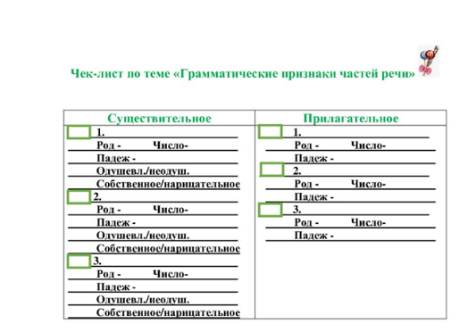 Чек-лист по теме «Грамматические признаки частей речи»
Существительное
1.
Род - Число-
Падеж -
Одушевл./неодуш.
Собственное/нарицательное
2.
Род - Число-
Падеж -
Одушевл./неодуш.
Собственное/нарицательное
3.
Род - Число-
Падеж -
Одушевл./неодуш.
Собственное/нарицательное
Прилагательное
1.
Род - Число-
Падеж -
2.
Род - Число-
Падеж -
3.
Род - Число-
Падеж -